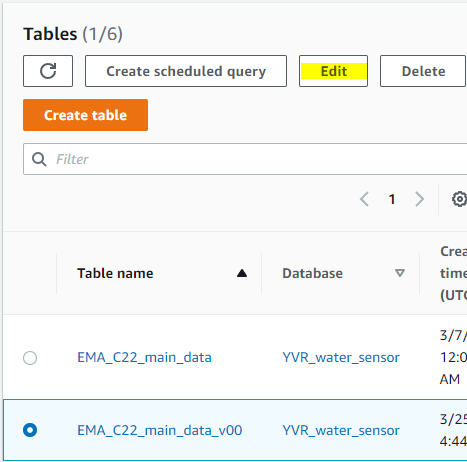 Tables (1/6)
Create scheduled query
Edit
Delete
Create table
Filter
1
Table name
Database
Crea
time
(UTC
EMA_C22_main_data
YVR_water_sensor
3/7/
12:0
AM
EMA_C22_main_data_v00
YVR_water_sensor
3/25
4:44